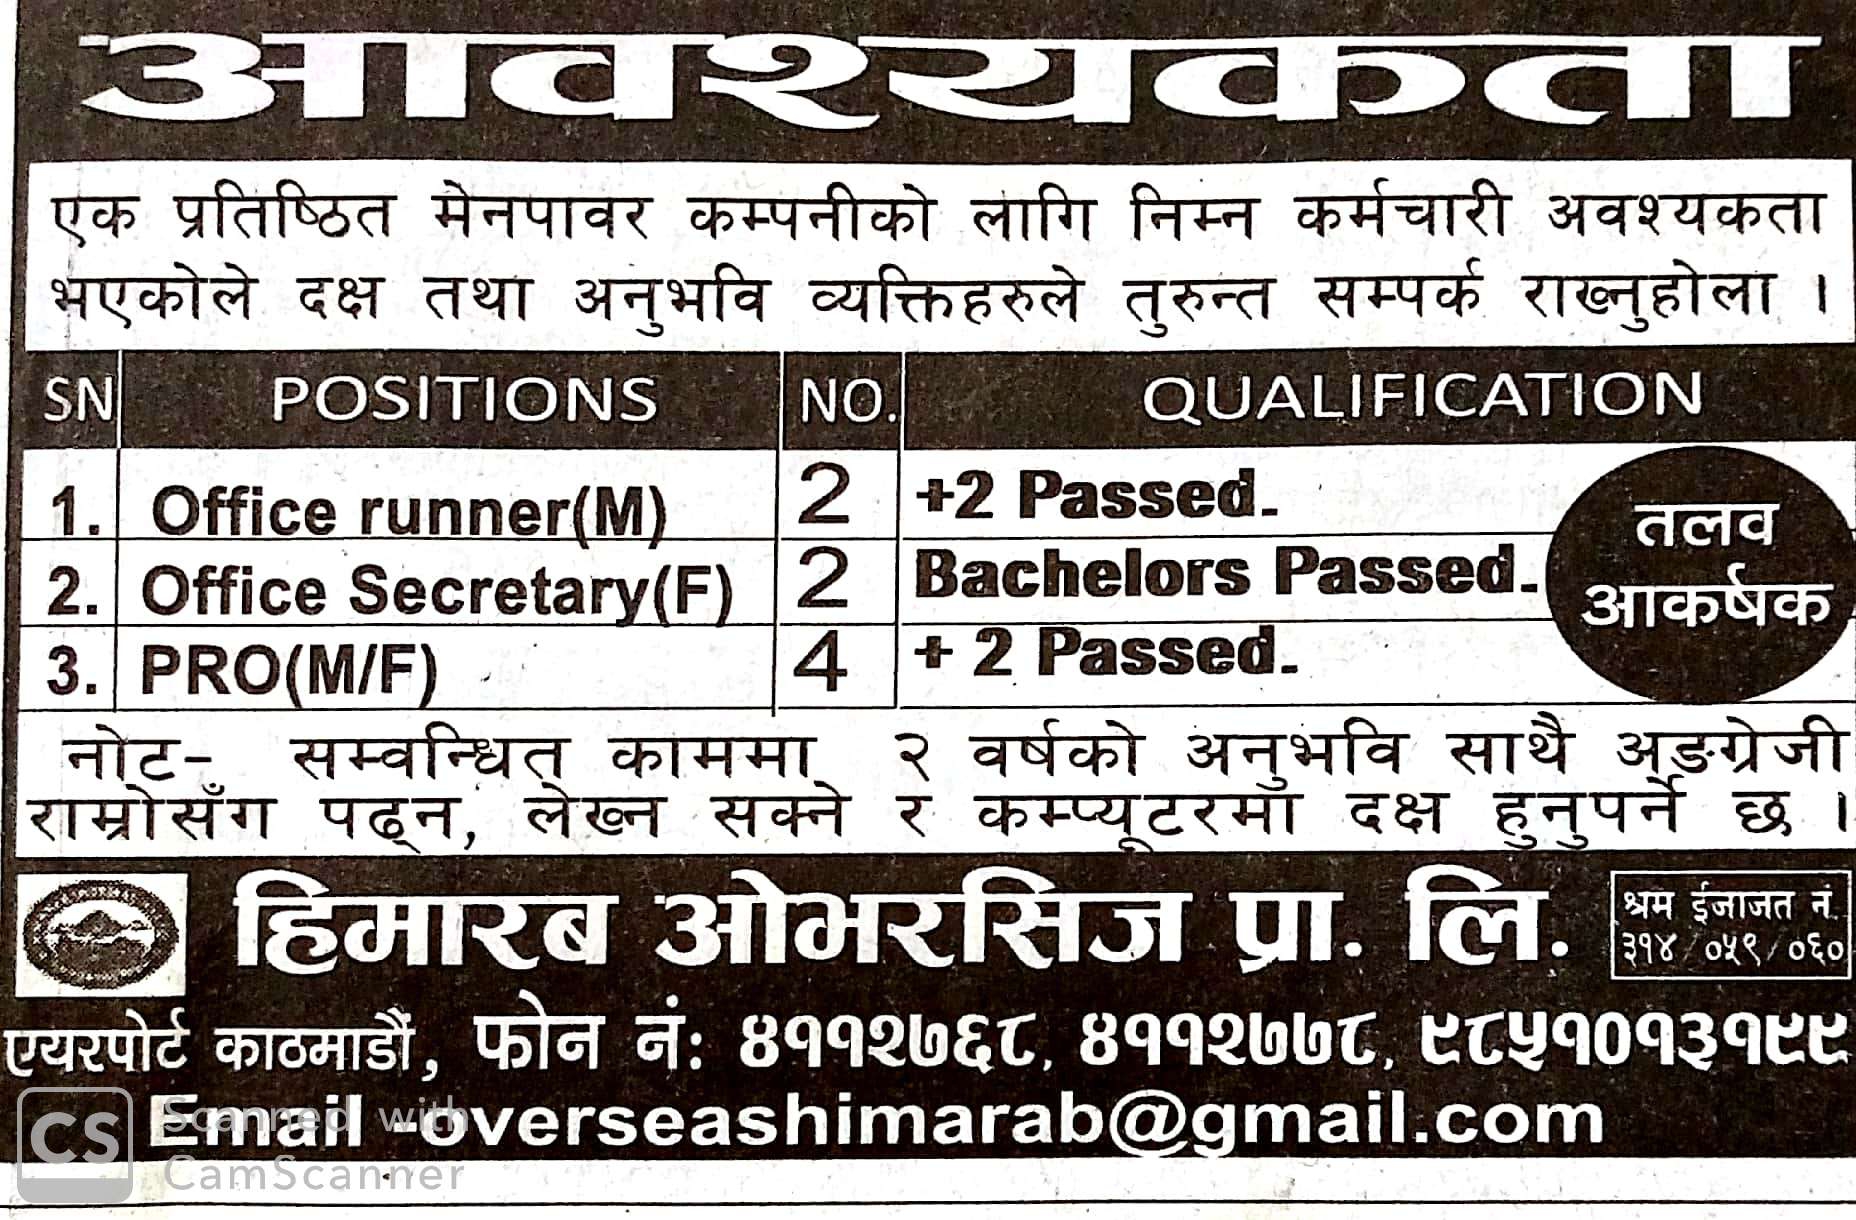 आवश्यकता
एक प्रतिष्ठित मेनपावर कम्पनीको लागि निम्न कर्मचारी अवश्यकता
भएकोले दक्ष तथा अनुभवि व्यक्तिहरुले तुरुन्त सम्पर्क राख्नुहोला ।
SN POSITIONS NO. QUALIFICATION
1. Office runner(M) 2 +2 Passed.
2. Office Secretary(F) 2 Bachelors Passed.
3. PRO(M/F) 4 + 2 Passed.
तलव
आकर्षक
नोट- सम्वन्धित काममा २ वर्षको अनुभवि साथै अङग्रेजी
राम्रोसँग पढ्न, लेख्न सक्ने र कम्प्यूटरमा दक्ष हुनुपर्ने छ ।
हिमारब ओभरसिज प्रा. लि.
श्रम ईजाजत नं.
३१४/०५९/०६०
एयरपोर्ट काठमाडौं, फोन नं: ४११२७६८, ४११२७७८, ९८५१०१३१९९
Email -overseashimarab@gmail.com
CS Scanned with
CamScanner